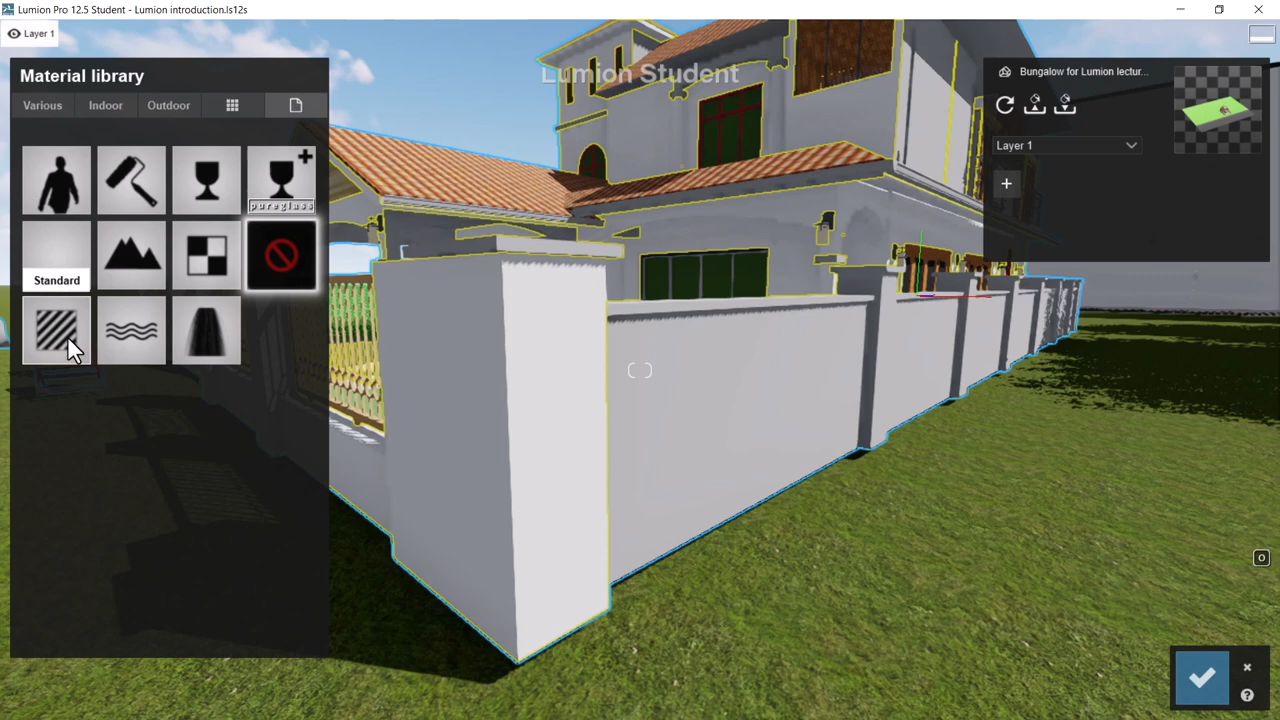 Lumion Pro 12.5 Student - Lumion introduction.ls12s
Layer 1
Material library
Various
Indoor
Outdoor
pureglass
Standard
Lumion Student
Bungalow for Lumion lectur...
Layer 1
+
O
?